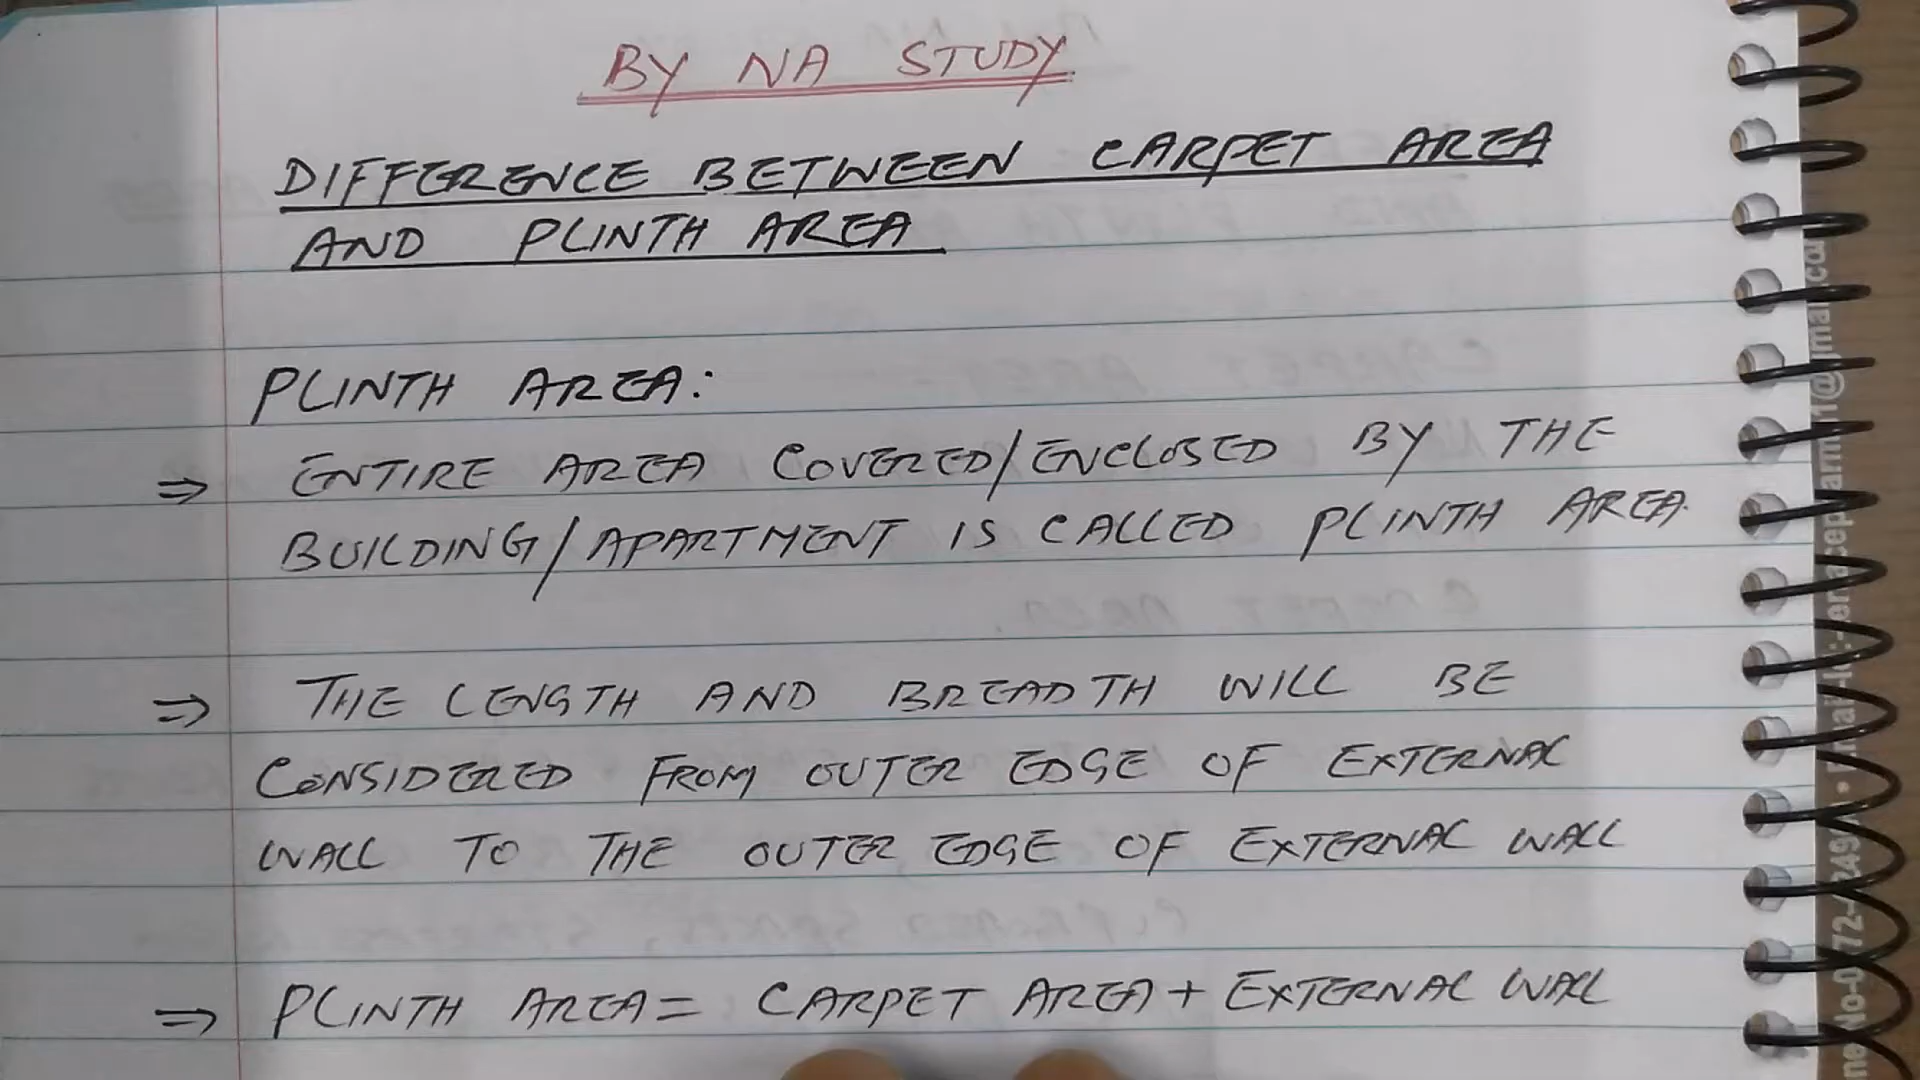 BY NA STUDY
DIFFERENCE BETWEEN CARPET AREA
AND PLINTH AREA
PLINTH AREA:
⇒ ENTIRE AREA COVERED/ENCLOSED BY THE
BUILDING/APARTMENT IS CALLED PLINTH AREA.
⇒ THE LENGTH AND BREADTH WILL BE
CONSIDERED FROM OUTER EDGE OF EXTERNAL
WALL TO THE OUTER EDGE OF EXTERNAL WALL
⇒ PLINTH AREA = CARPET AREA + EXTERNAL WALL